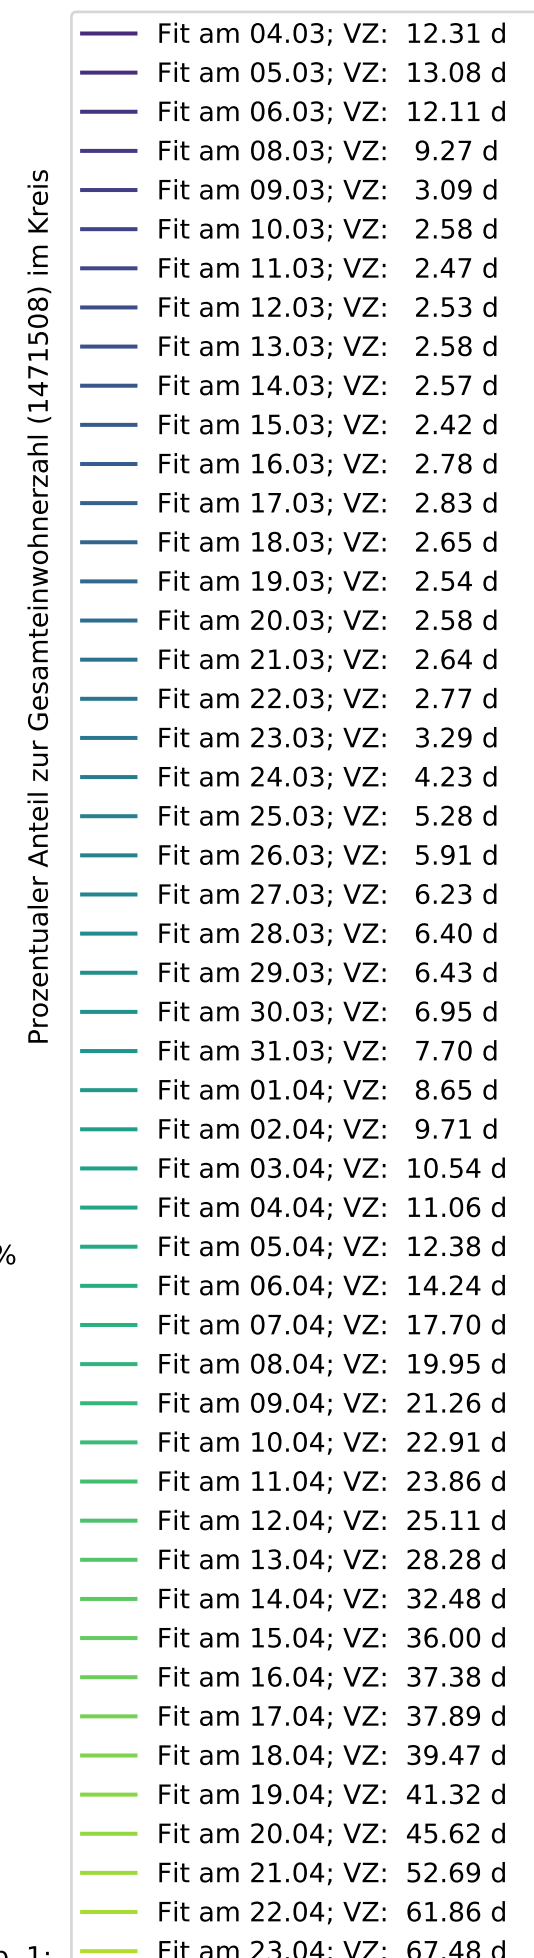 Prozentualer Anteil zur Gesamteinwohnerzahl (1471508) im Kreis
Fit am 04.03; VZ: 12.31 d
Fit am 05.03; VZ: 13.08 d
Fit am 06.03; VZ: 12.11 d
Fit am 08.03; VZ: 9.27 d
Fit am 09.03; VZ: 3.09 d
Fit am 10.03; VZ: 2.58 d
Fit am 11.03; VZ: 2.47 d
Fit am 12.03; VZ: 2.53 d
Fit am 13.03; VZ: 2.58 d
Fit am 14.03; VZ: 2.57 d
Fit am 15.03; VZ: 2.42 d
Fit am 16.03; VZ: 2.78 d
Fit am 17.03; VZ: 2.83 d
Fit am 18.03; VZ: 2.65 d
Fit am 19.03; VZ: 2.54 d
Fit am 20.03; VZ: 2.58 d
Fit am 21.03; VZ: 2.64 d
Fit am 22.03; VZ: 2.77 d
Fit am 23.03; VZ: 3.29 d
Fit am 24.03; VZ: 4.23 d
Fit am 25.03; VZ: 5.28 d
Fit am 26.03; VZ: 5.91 d
Fit am 27.03; VZ: 6.23 d
Fit am 28.03; VZ: 6.40 d
Fit am 29.03; VZ: 6.43 d
Fit am 30.03; VZ: 6.95 d
Fit am 31.03; VZ: 7.70 d
Fit am 01.04; VZ: 8.65 d
Fit am 02.04; VZ: 9.71 d
Fit am 03.04; VZ: 10.54 d
Fit am 04.04; VZ: 11.06 d
Fit am 05.04; VZ: 12.38 d
%
Fit am 06.04; VZ: 14.24 d
Fit am 07.04; VZ: 17.70 d
Fit am 08.04; VZ: 19.95 d
Fit am 09.04; VZ: 21.26 d
Fit am 10.04; VZ: 22.91 d
Fit am 11.04; VZ: 23.86 d
Fit am 12.04; VZ: 25.11 d
Fit am 13.04; VZ: 28.28 d
Fit am 14.04; VZ: 32.48 d
Fit am 15.04; VZ: 36.00 d
Fit am 16.04; VZ: 37.38 d
Fit am 17.04; VZ: 37.89 d
Fit am 18.04; VZ: 39.47 d
Fit am 19.04; VZ: 41.32 d
Fit am 20.04; VZ: 45.62 d
Fit am 21.04; VZ: 52.69 d
Fit am 22.04; VZ: 61.86 d
Fit am 23.04; VZ: 67.48 d